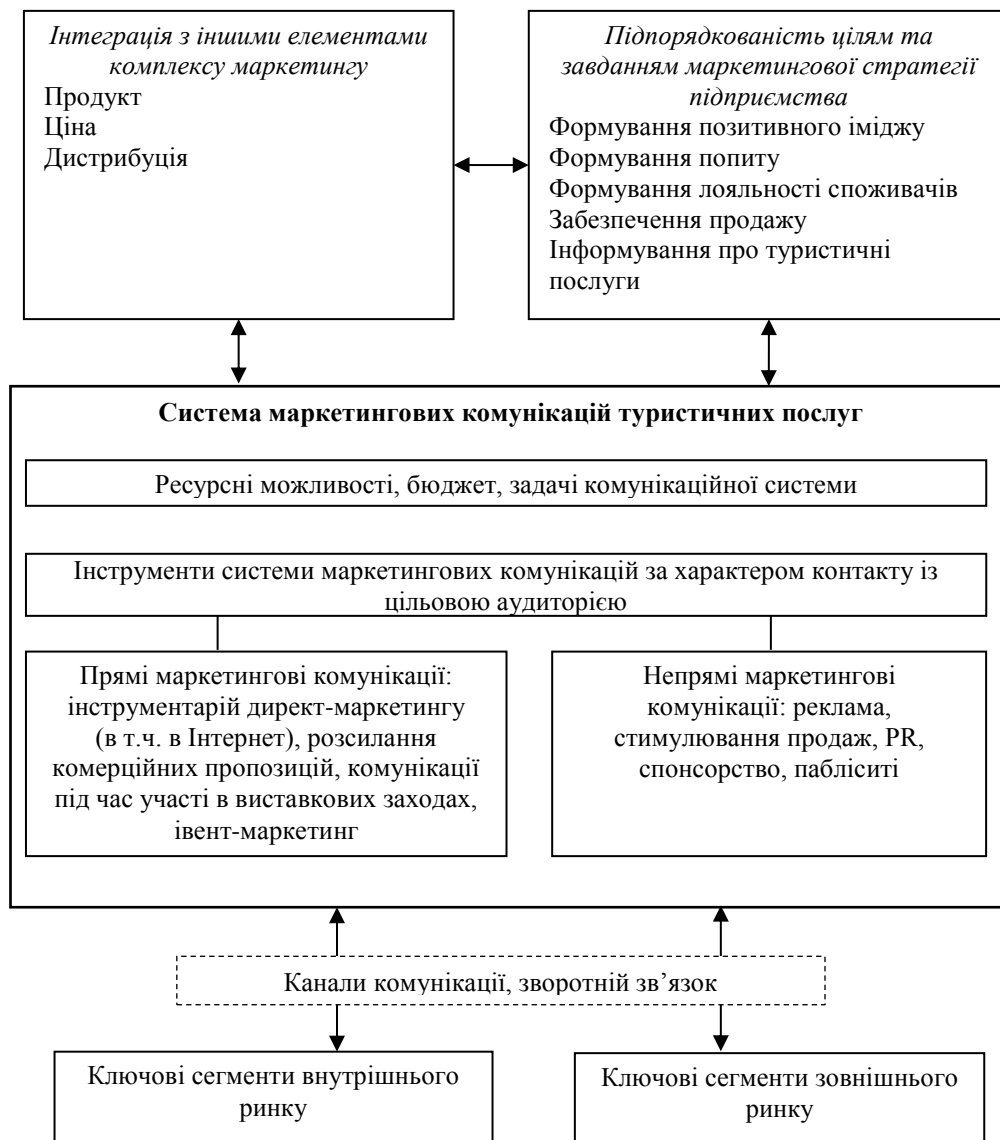 Інтеграція з іншими елементами
комплексу маркетингу
Продукт
Ціна
Дистрибуція
Підпорядкованість цілям та
завданням маркетингової стратегії
підприємства
Формування позитивного іміджу
Формування попиту
Формування лояльності споживачів
Забезпечення продажу
Інформування про туристичні
послуги
Система маркетингових комунікацій туристичних послуг
Ресурсні можливості, бюджет, задачі комунікаційної системи
Інструменти системи маркетингових комунікацій за характером контакту із
цільовою аудиторією
Прямі маркетингові комунікації:
інструментарій директ-маркетингу
(в т.ч. в Інтернет), розсилання
комерційних пропозицій, комунікації
під час участі в виставкових заходах,
івент-маркетинг
Непрямі маркетингові
комунікації: реклама,
стимулювання продаж, PR,
спонсорство, пабліситі
Канали комунікації, зворотній зв’язок
Ключові сегменти внутрішнього
ринку
Ключові сегменти зовнішнього
ринку